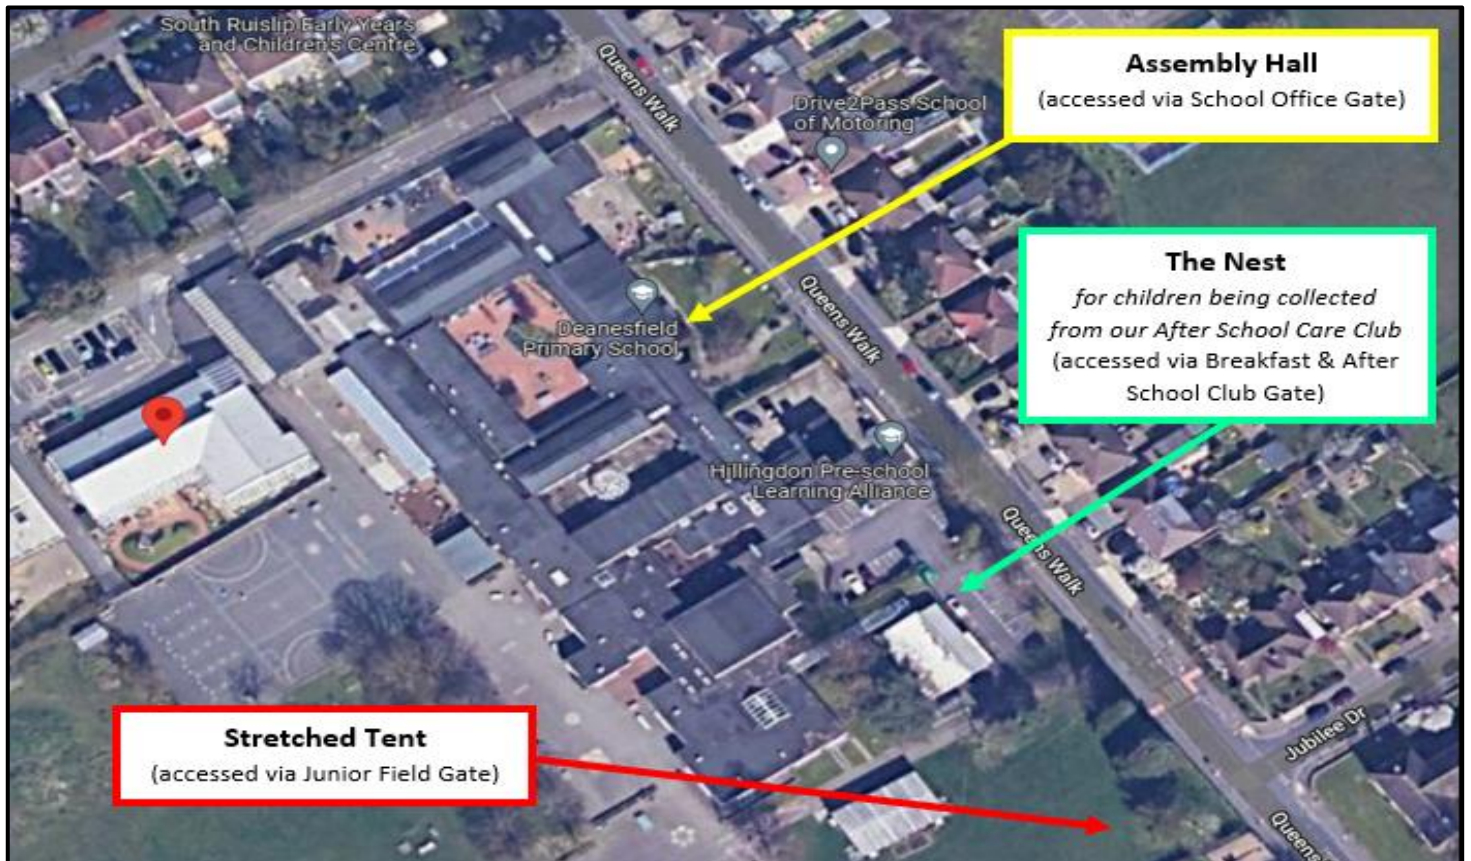 South Ruislip Early Years
and Children's Centre
Queens Walk
Drive2Pass School
of Motoring
Assembly Hall
(accessed via School Office Gate)
The Nest
for children being collected
from our After School Care Club
(accessed via Breakfast & After
School Club Gate)
Queens Walk
Deanesfield
Primary School
Hillingdon Pre-school
Learning Alliance
Queens Walk
Stretched Tent
(accessed via Junior Field Gate)
Jubilee Dr
Queens